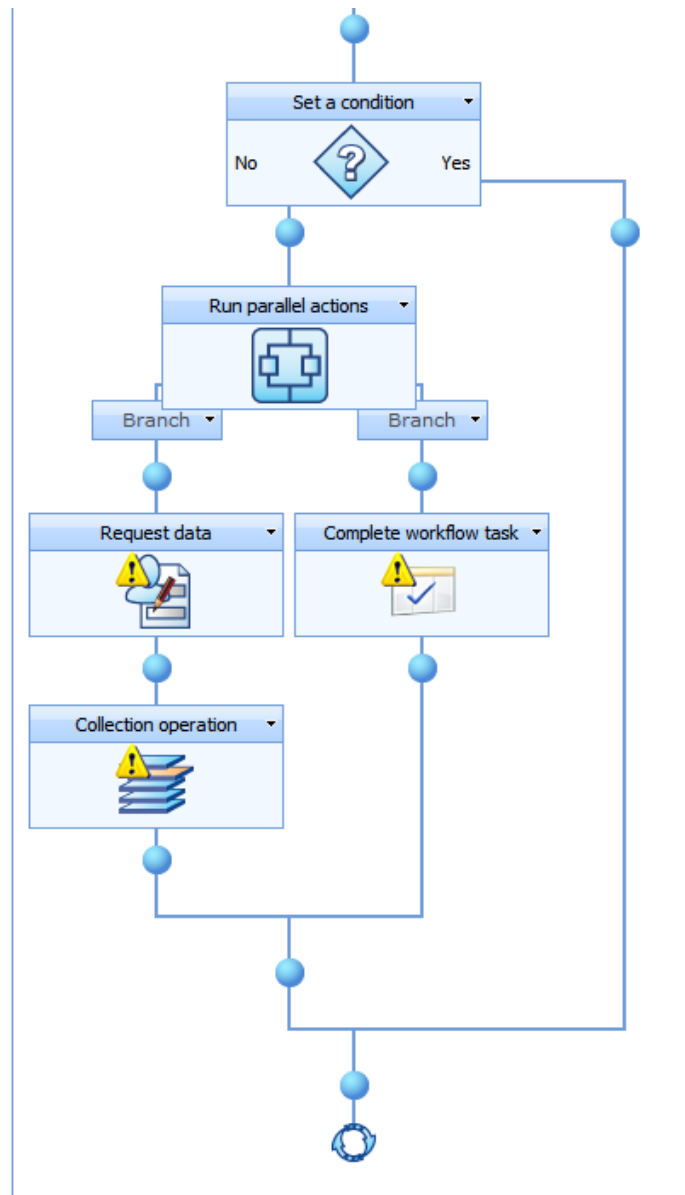 Set a condition
No
Yes
Run parallel actions
Branch
Branch
Request data
Complete workflow task
Collection operation